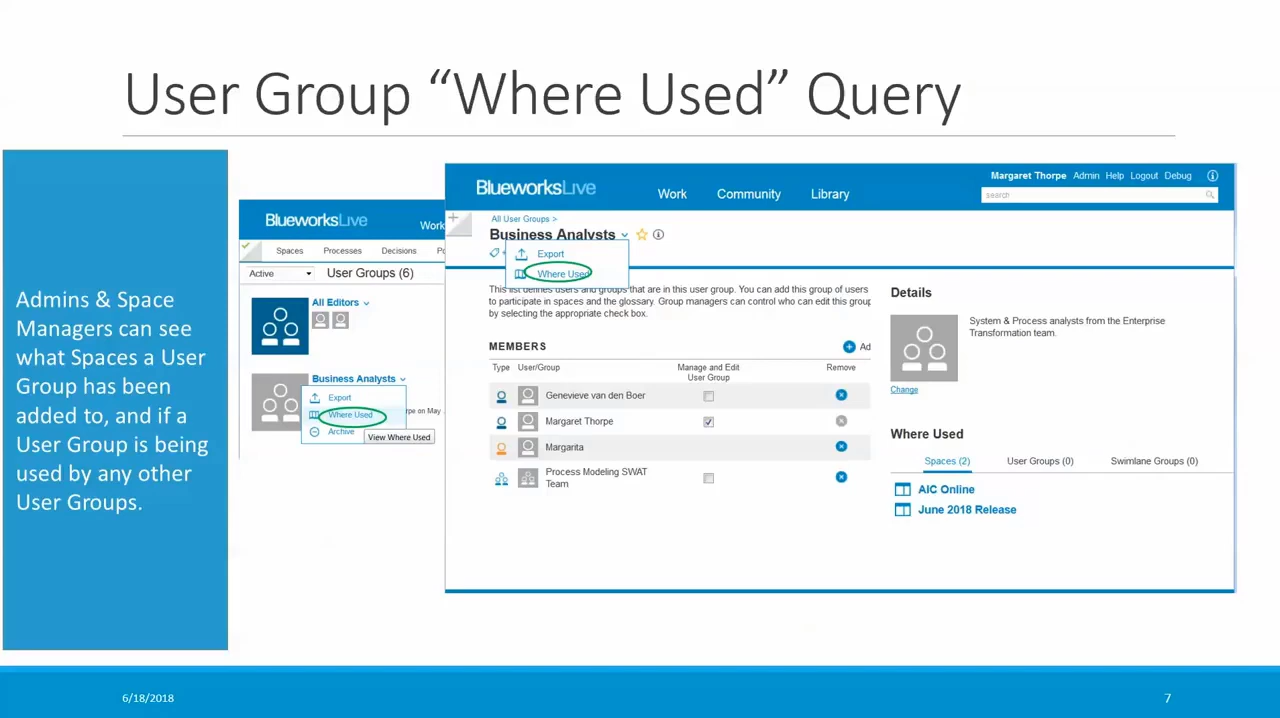 User Group “Where Used” Query
Admins & Space
Managers can see
what Spaces a User
Group has been
added to, and if a
User Group is being
used by any other
User Groups.
BlueworksLive
Work
Spaces Processes Decisions
Active User Groups (6)
All Editors
Business Analysts
Export
Where Used
Archive
View Where Used
BlueworksLive
Work Community Library
Margaret Thorpe Admin Help Logout Debug
search
All User Groups >
Business Analysts
Export
Where Used
This list defines users and groups that are in this user group. You can add this group of users
to participate in spaces and the glossary. Group managers can control who can edit this group
by selecting the appropriate check box.
MEMBERS
Ad
Type User/Group Manage and Edit Remove
User Group
Genevieve van den Boer
Margaret Thorpe
Margarita
Process Modeling SWAT
Team
Details
System & Process analysts from the Enterprise
Transformation team.
Change
Where Used
Spaces (2) User Groups (0) Swimlane Groups (0)
AIC Online
June 2018 Release
6/18/2018
7